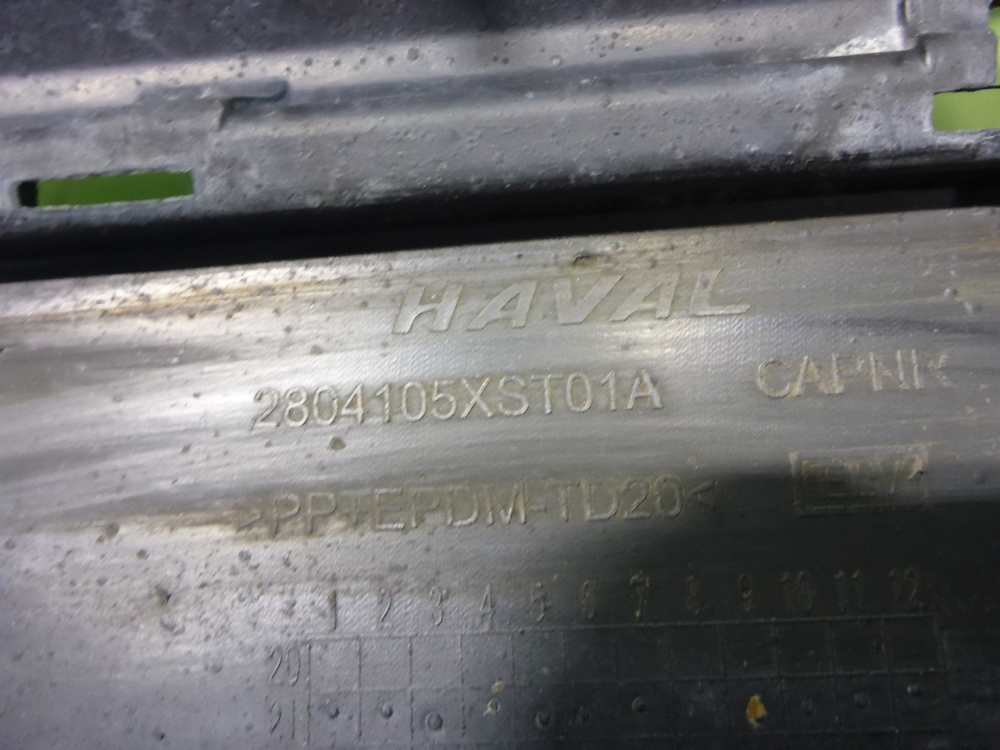 HAVAL
2804105XST01A CAPNIK
>PP+EPDM-TD20<
1 2 3 4 5 6 7 8 9 10 11 12
20
21